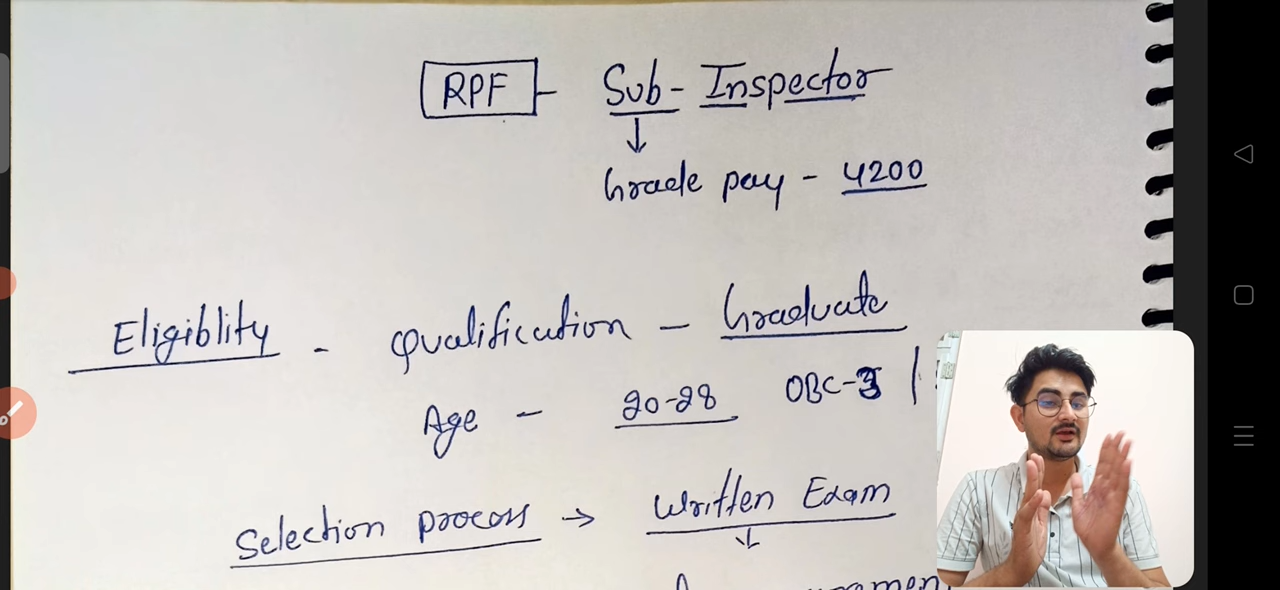 RPF - Sub-Inspector
↓
Grade pay - 4200
Eligiblity - Qualification - Graduate
Age - 20-28 OBC-3 |
Selection process → Written Exam
↓